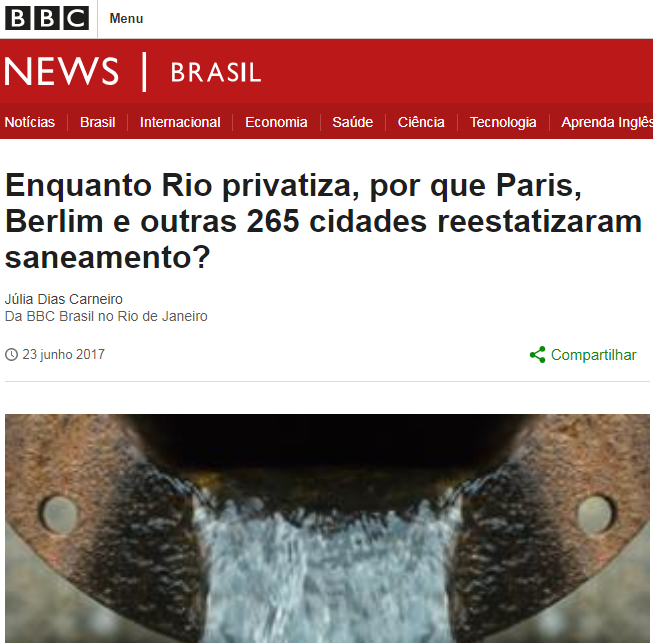 BBC Menu
NEWS BRASIL
Notícias Brasil Internacional Economia Saúde Ciência Tecnologia Aprenda Inglês
Enquanto Rio privatiza, por que Paris,
Berlim e outras 265 cidades reestatizaram
saneamento?
Júlia Dias Carneiro
Da BBC Brasil no Rio de Janeiro
23 junho 2017 Compartilhar